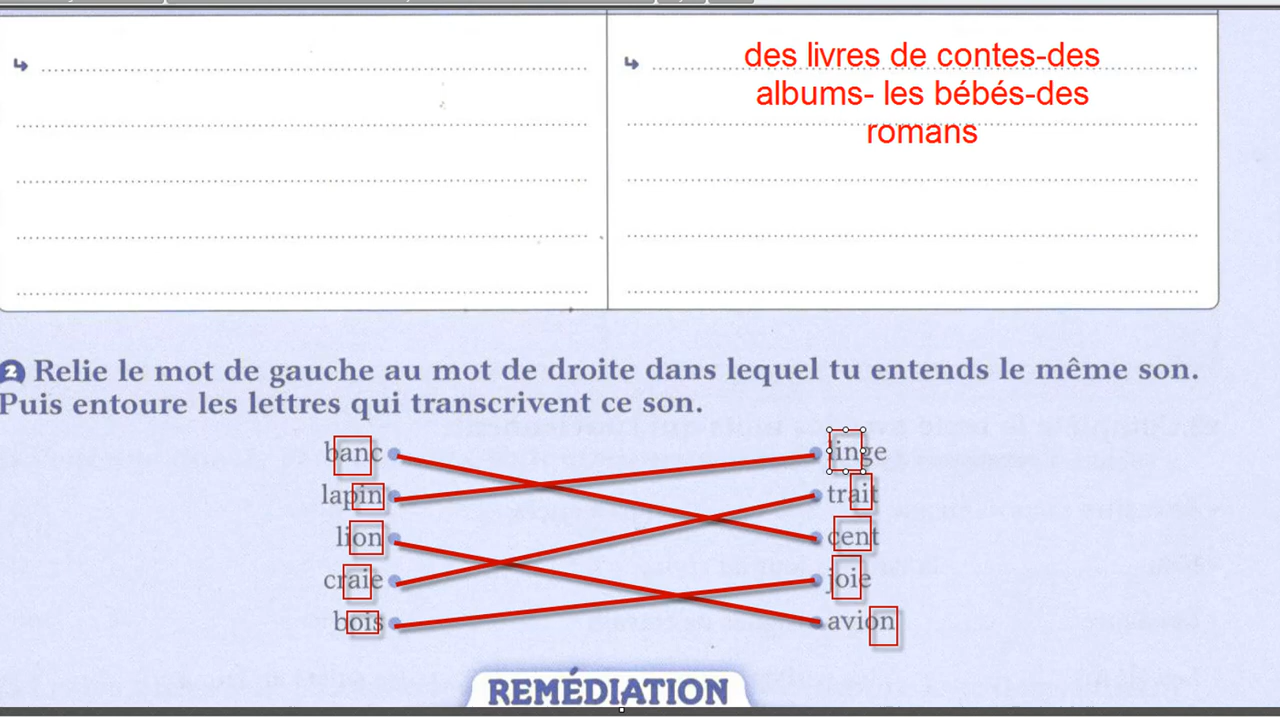 ↳ ↳ des livres de contes-des
albums- les bébés-des
romans
2 Relie le mot de gauche au mot de droite dans lequel tu entends le même son.
Puis entoure les lettres qui transcrivent ce son.
banc linge
lapin trait
lion cent
craie joie
bois avion
REMÉDIATION